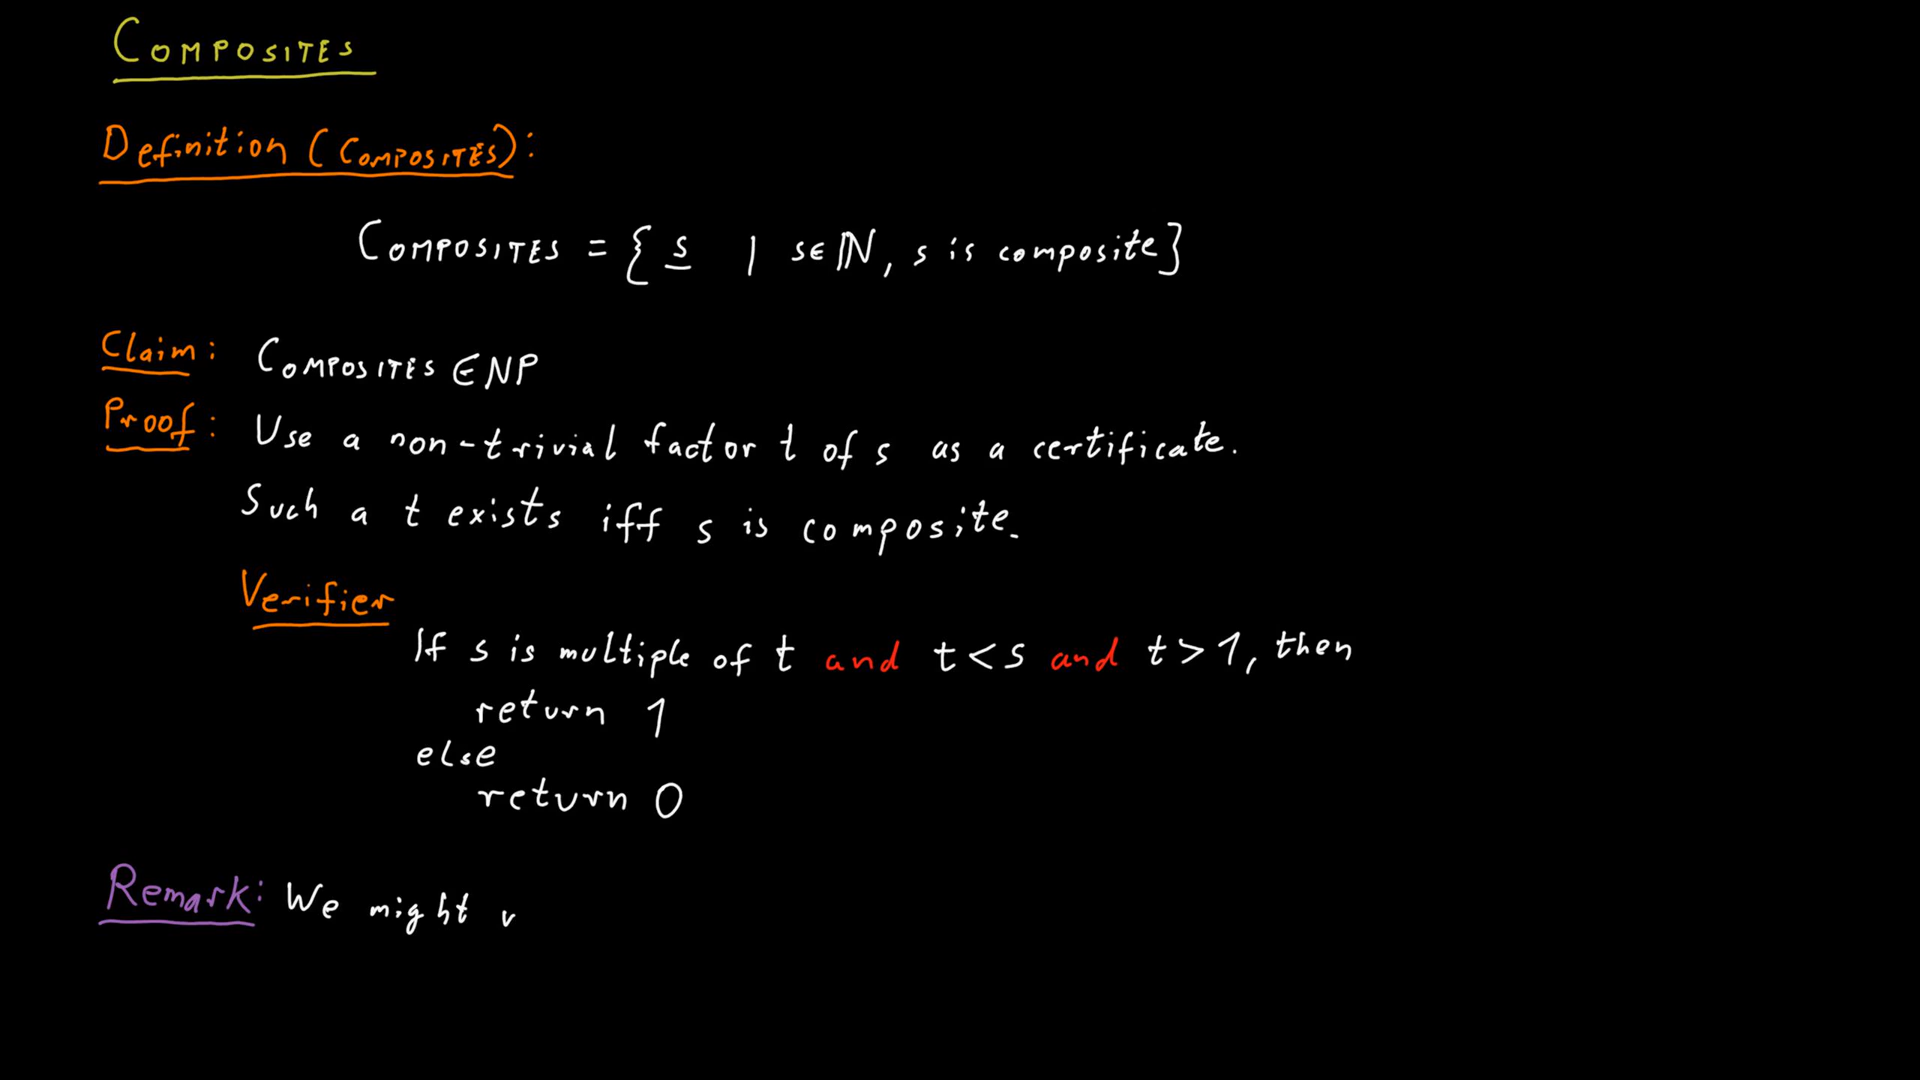 COMPOSITES
Definition (COMPOSITES):
COMPOSITES = { s | s∈ℕ, s is composite }
Claim: COMPOSITES ∈ NP
Proof: Use a non-trivial factor t of s as a certificate.
Such a t exists iff s is composite.
Verifier
If s is multiple of t and t < s and t > 1, then
return 1
else
return 0
Remark: We might